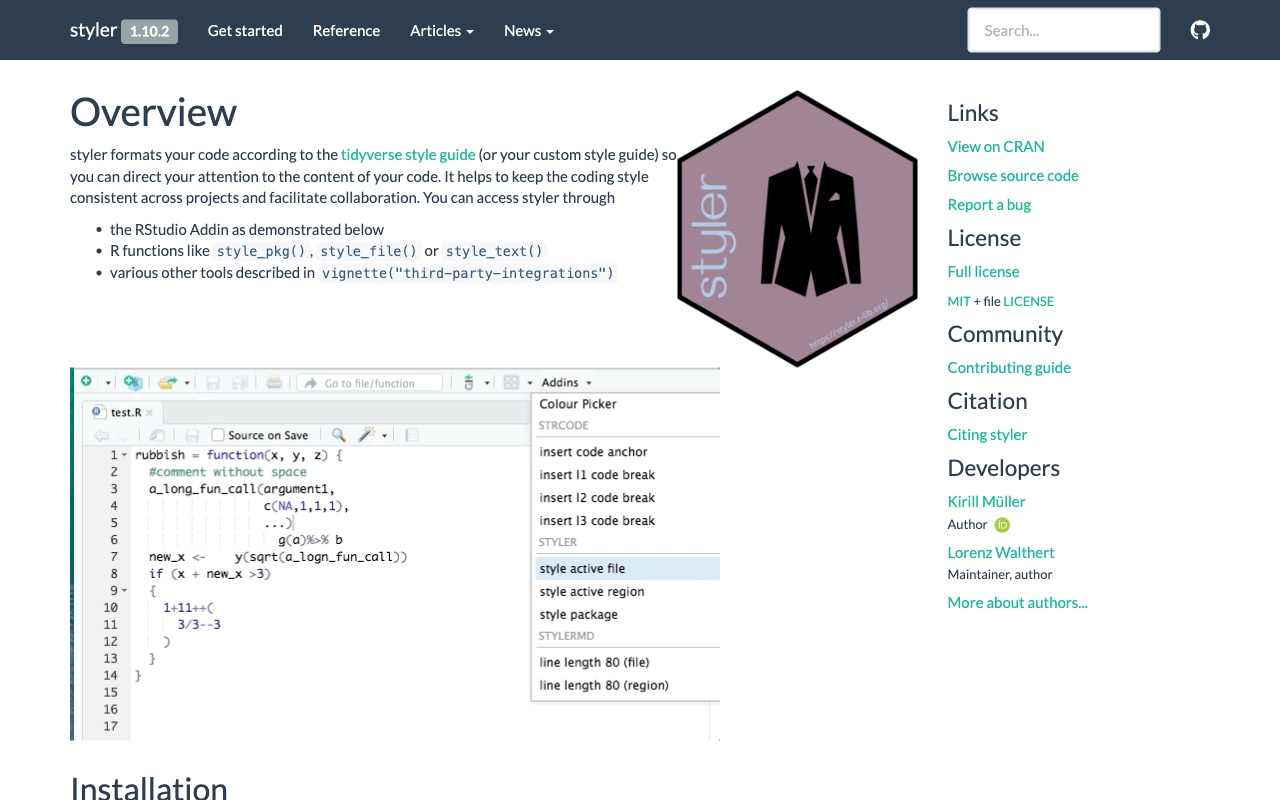 styler 1.10.2 Get started Reference Articles News Search...
Overview
styler formats your code according to the tidyverse style guide (or your custom style guide) so
you can direct your attention to the content of your code. It helps to keep the coding style
consistent across projects and facilitate collaboration. You can access styler through
• the RStudio Addin as demonstrated below
• R functions like style_pkg(), style_file() or style_text()
• various other tools described in vignette("third-party-integrations")
styler
https://styler.r-lib.org/
Go to file/function Addins
test.R
Source on Save
1 rubbish = function(x, y, z) {
2 #comment without space
3 a_long_fun_call(argument1,
4 c(NA,1,1,1),
5 ...)
6 g(a)%>% b
7 new_x <- y(sqrt(a_logn_fun_call))
8 if (x + new_x >3)
9 {
10 1+11++(
11 3/3--3
12 )
13 }
14 }
15
16
17
Colour Picker
STRCODE
insert code anchor
insert l1 code break
insert l2 code break
insert l3 code break
STYLER
style active file
style active region
style package
STYLERMD
line length 80 (file)
line length 80 (region)
Installation
Links
View on CRAN
Browse source code
Report a bug
License
Full license
MIT + file LICENSE
Community
Contributing guide
Citation
Citing styler
Developers
Kirill Müller
Author iD
Lorenz Walthert
Maintainer, author
More about authors...